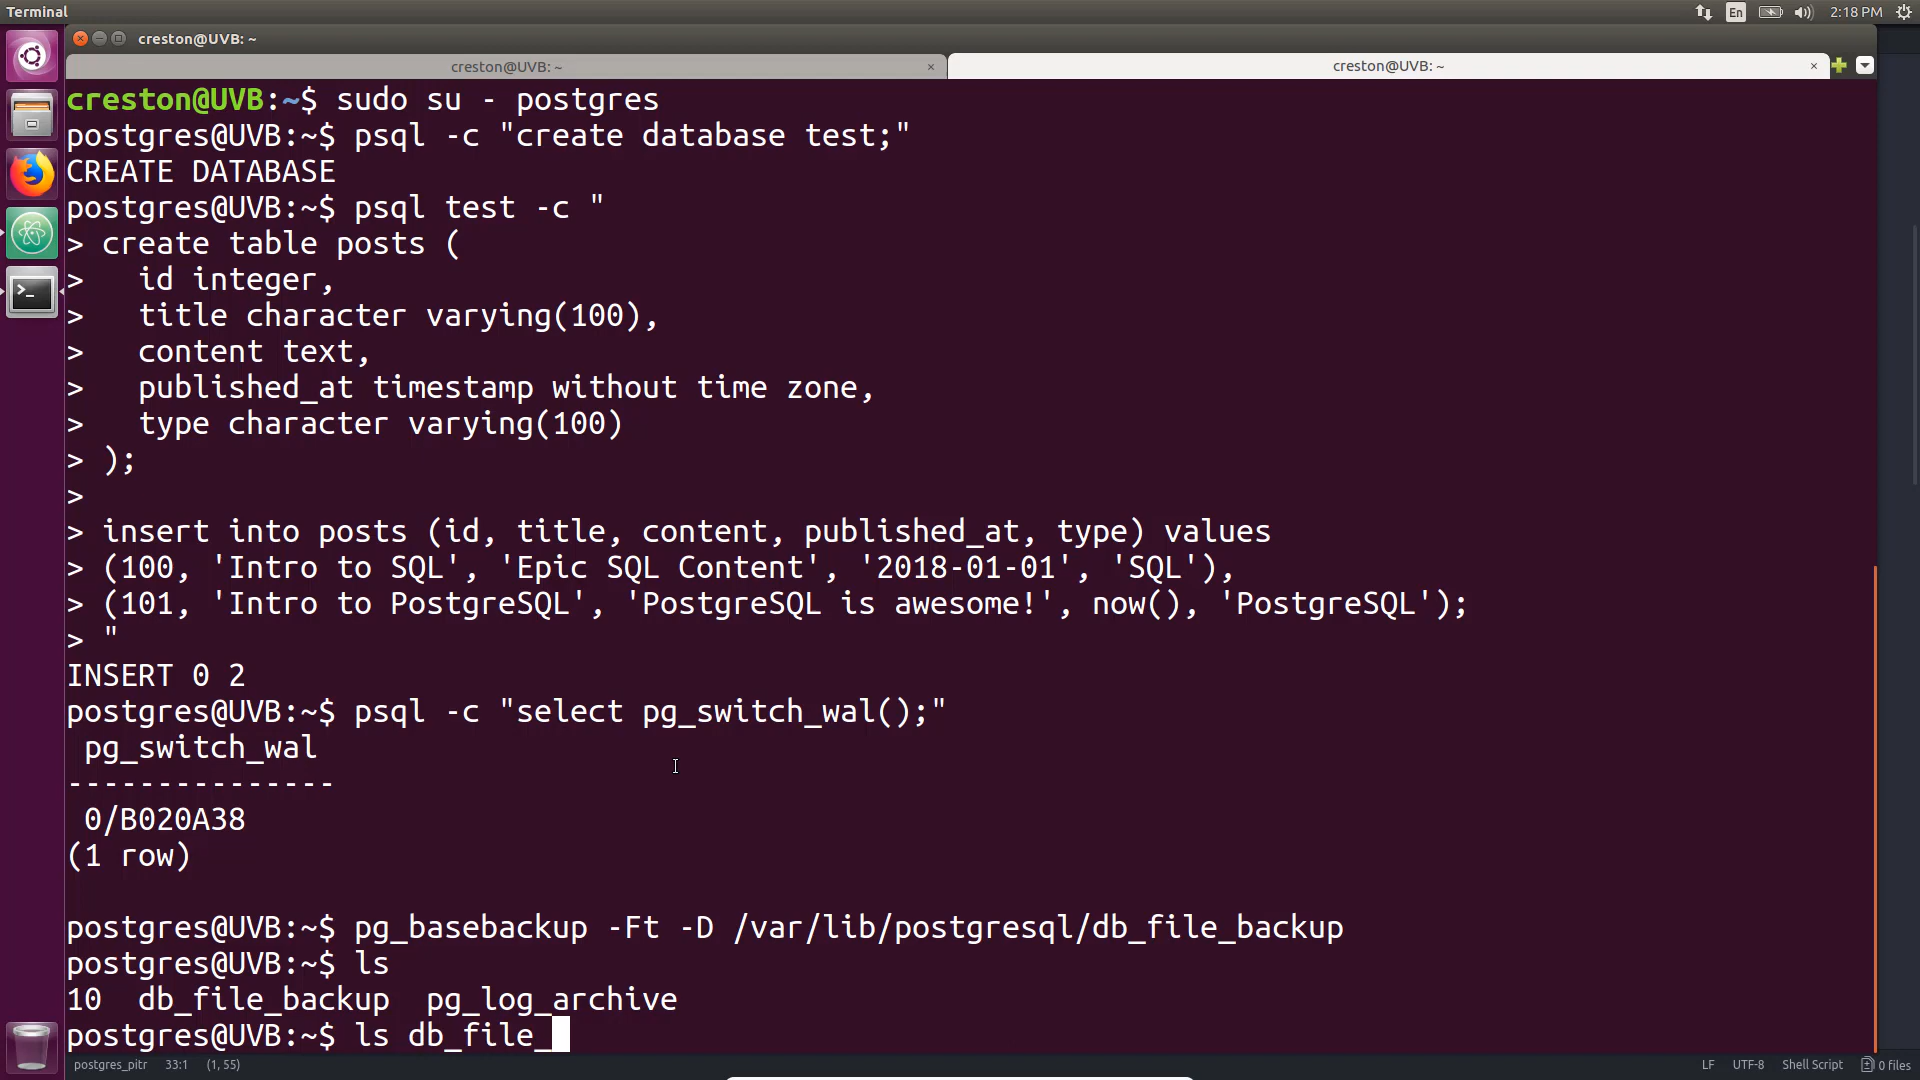 Terminal
En
2:18 PM
creston@UVB: ~
creston@UVB: ~ ×
creston@UVB: ~ ×
creston@UVB:~$ sudo su - postgres
postgres@UVB:~$ psql -c "create database test;"
CREATE DATABASE
postgres@UVB:~$ psql test -c "
> create table posts (
>   id integer,
>   title character varying(100),
>   content text,
>   published_at timestamp without time zone,
>   type character varying(100)
> );
>
> insert into posts (id, title, content, published_at, type) values
> (100, 'Intro to SQL', 'Epic SQL Content', '2018-01-01', 'SQL'),
> (101, 'Intro to PostgreSQL', 'PostgreSQL is awesome!', now(), 'PostgreSQL');
> "
INSERT 0 2
postgres@UVB:~$ psql -c "select pg_switch_wal();"
 pg_switch_wal
---------------
 0/B020A38
(1 row)
postgres@UVB:~$ pg_basebackup -Ft -D /var/lib/postgresql/db_file_backup
postgres@UVB:~$ ls
10  db_file_backup  pg_log_archive
postgres@UVB:~$ ls db_file_
postgres_pitr 33:1 (1, 55) LF UTF-8 Shell Script 0 files